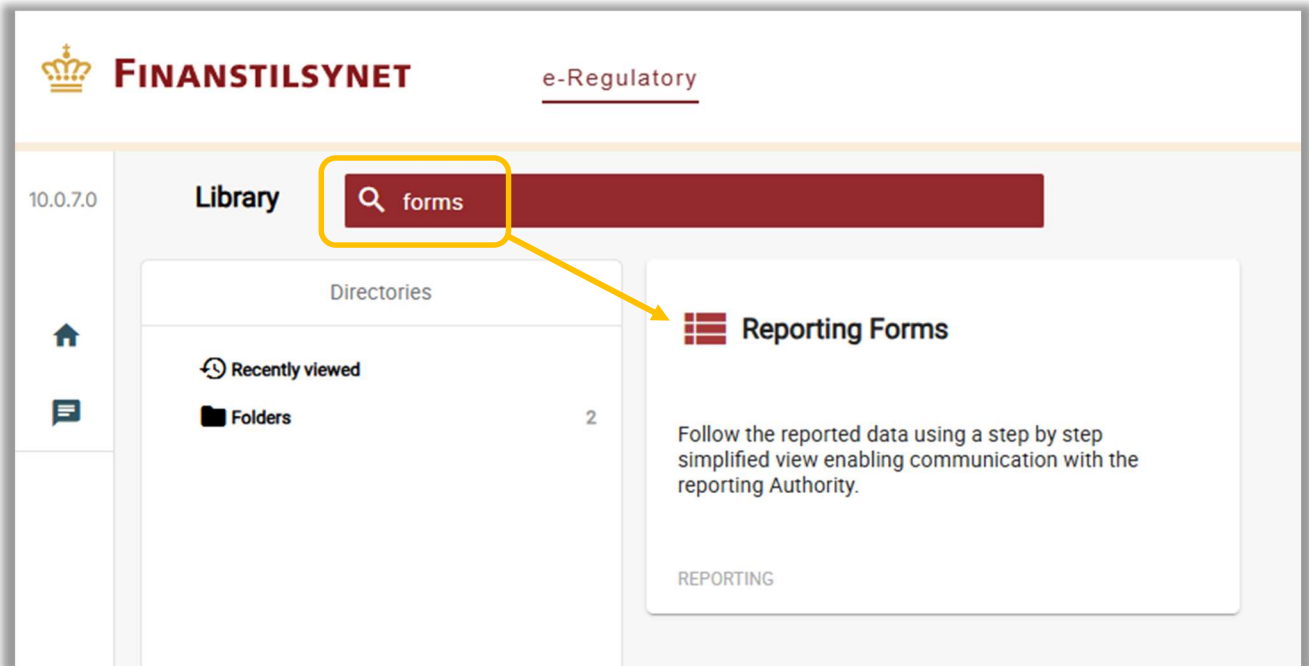 FINANSTILSYNET
e-Regulatory
10.0.7.0
Library
forms
Directories
Recently viewed
Folders 2
Reporting Forms
Follow the reported data using a step by step
simplified view enabling communication with the
reporting Authority.
REPORTING